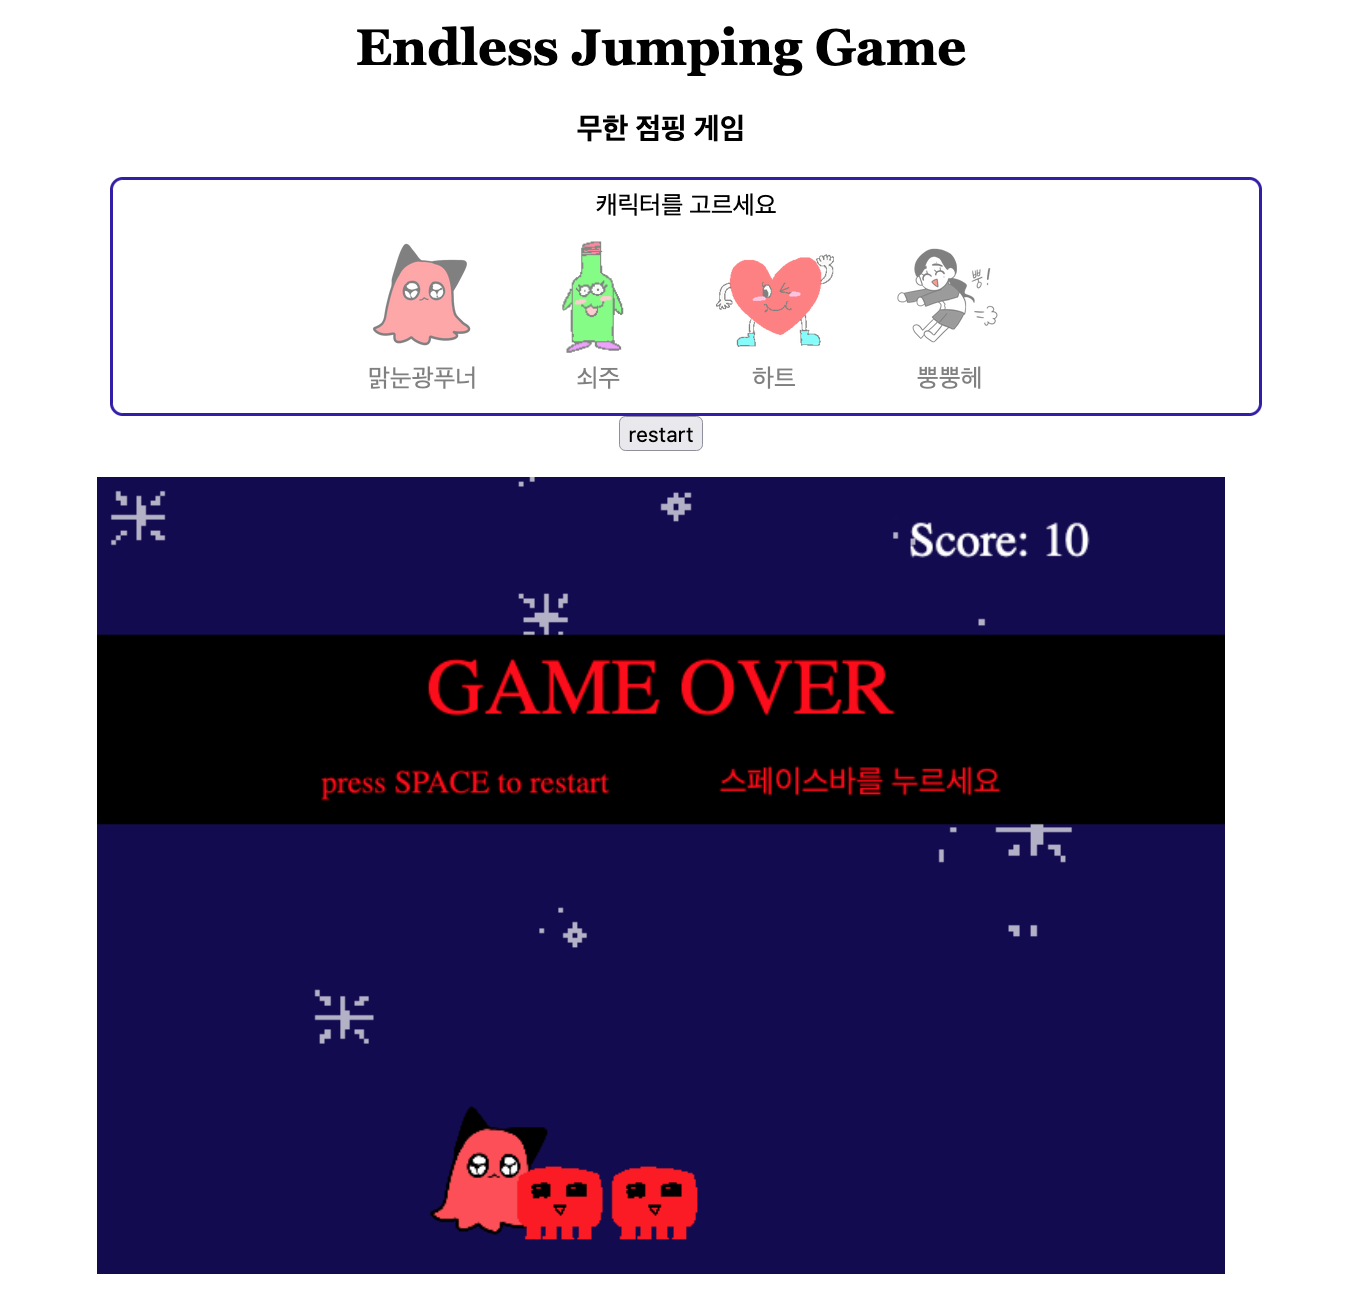 Endless Jumping Game
무한 점핑 게임
캐릭터를 고르세요
뿡!
맑눈광푸너 쇠주 하트 뿡뿡헤
restart
Score: 10
GAME OVER
press SPACE to restart 스페이스바를 누르세요